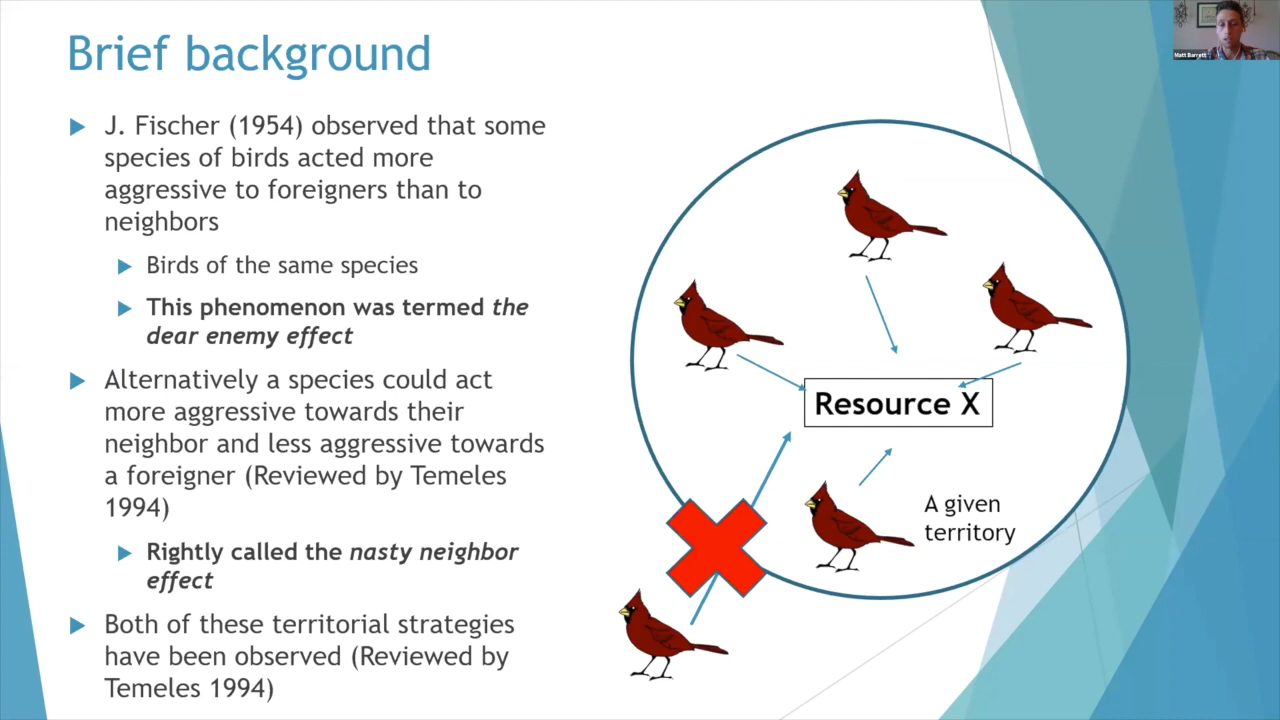 Brief background
J. Fischer (1954) observed that some
species of birds acted more
aggressive to foreigners than to
neighbors
Birds of the same species
This phenomenon was termed the
dear enemy effect
Alternatively a species could act
more aggressive towards their
neighbor and less aggressive towards
a foreigner (Reviewed by Temeles
1994)
Rightly called the nasty neighbor
effect
Both of these territorial strategies
have been observed (Reviewed by
Temeles 1994)
Resource X
A given
territory
Matt Barrett